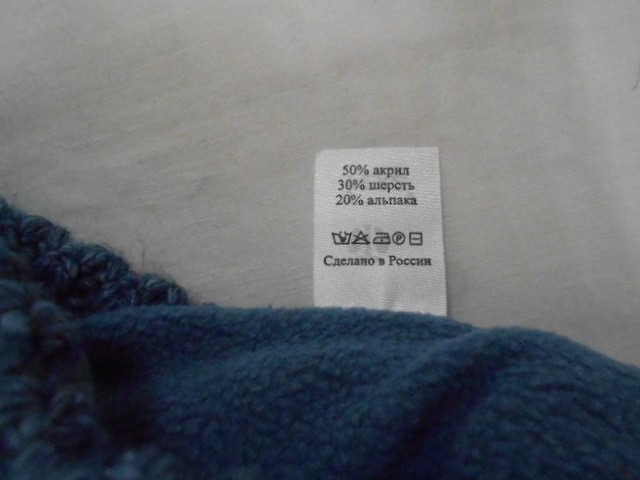 50% акрил
30% шерсть
20% альпака
Сделано в России